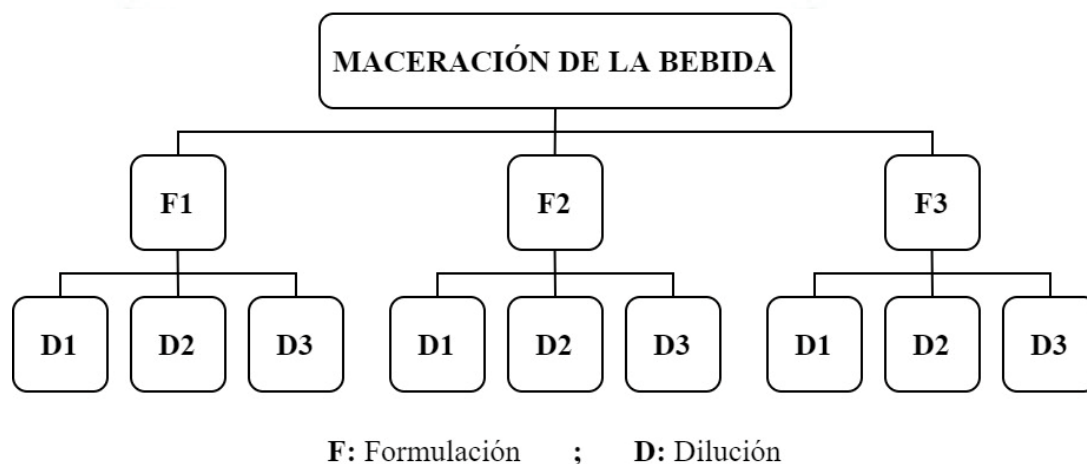 MACERACIÓN DE LA BEBIDA
F1 F2 F3
D1 D2 D3 D1 D2 D3 D1 D2 D3
F: Formulación ; D: Dilución